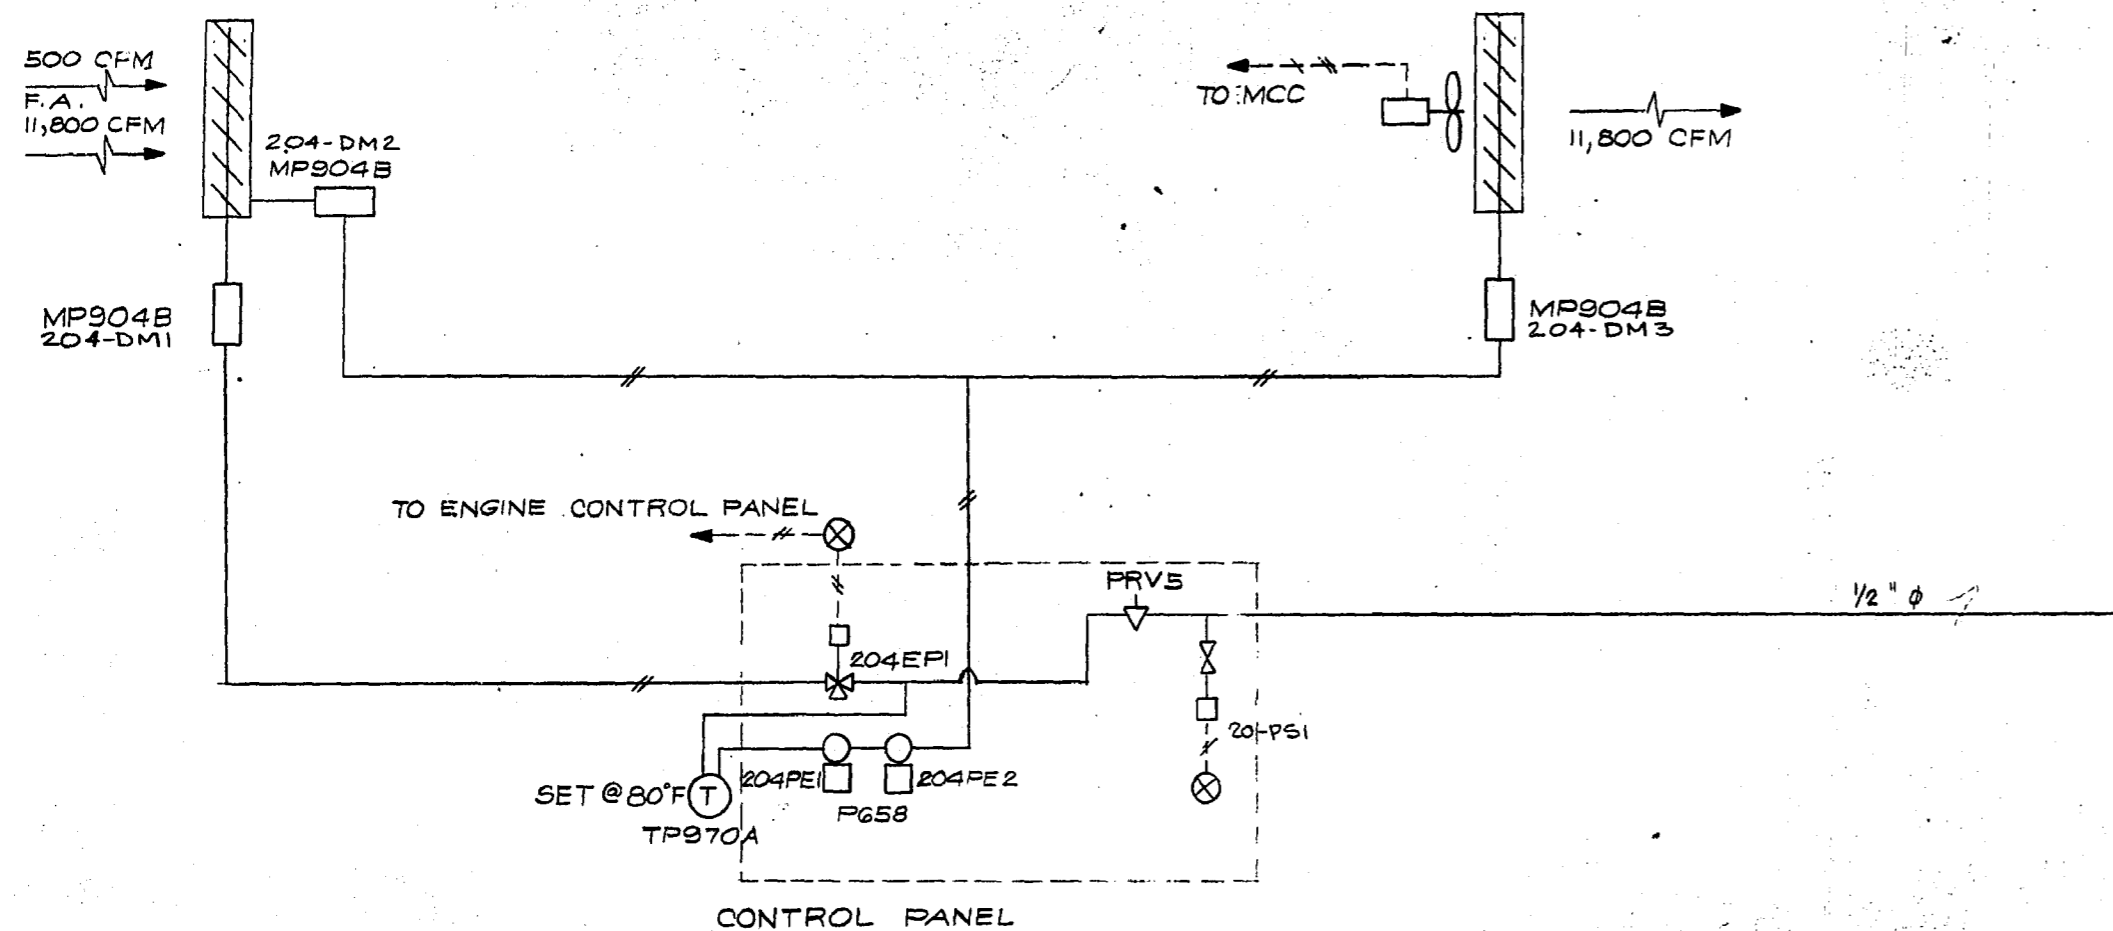 500 CFM
F.A.
11,800 CFM
204-DM2
MP904B
TO MCC
11,800 CFM
MP904B
204-DM1
MP904B
204-DM3
TO ENGINE CONTROL PANEL
PRV5
1/2" φ
204EP1
20-PS1
SET @ 80°F
T
204PE1
204PE2
P658
TP970A
CONTROL PANEL